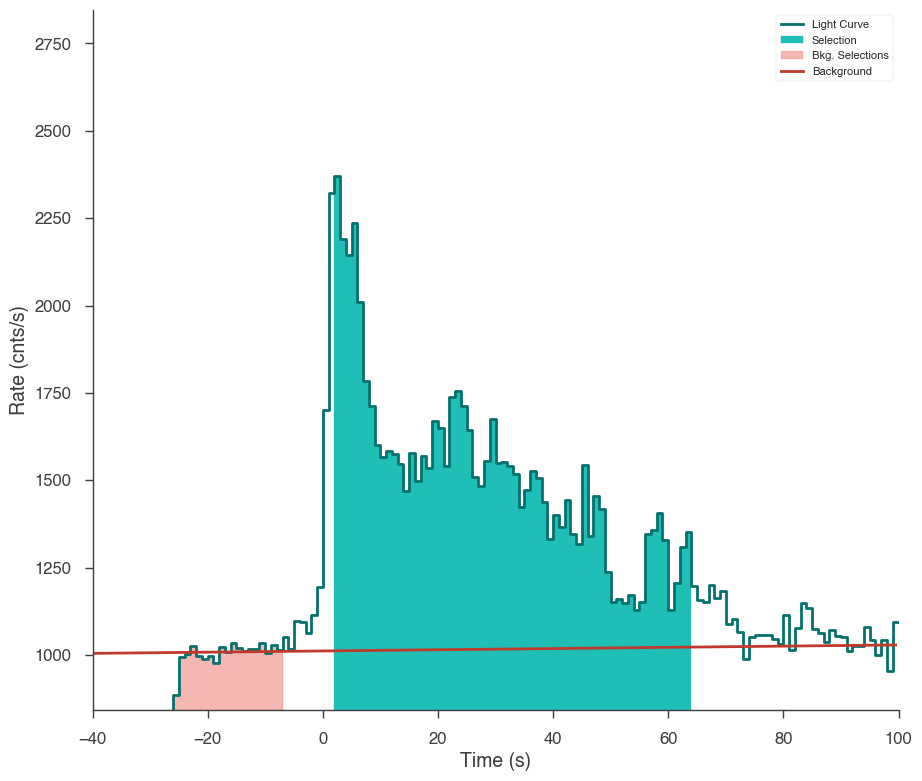 Light Curve
Selection
Bkg. Selections
Background
2750
2500
2250
2000
1750
1500
1250
1000
Rate (cnts/s)
−40 −20 0 20 40 60 80 100
Time (s)